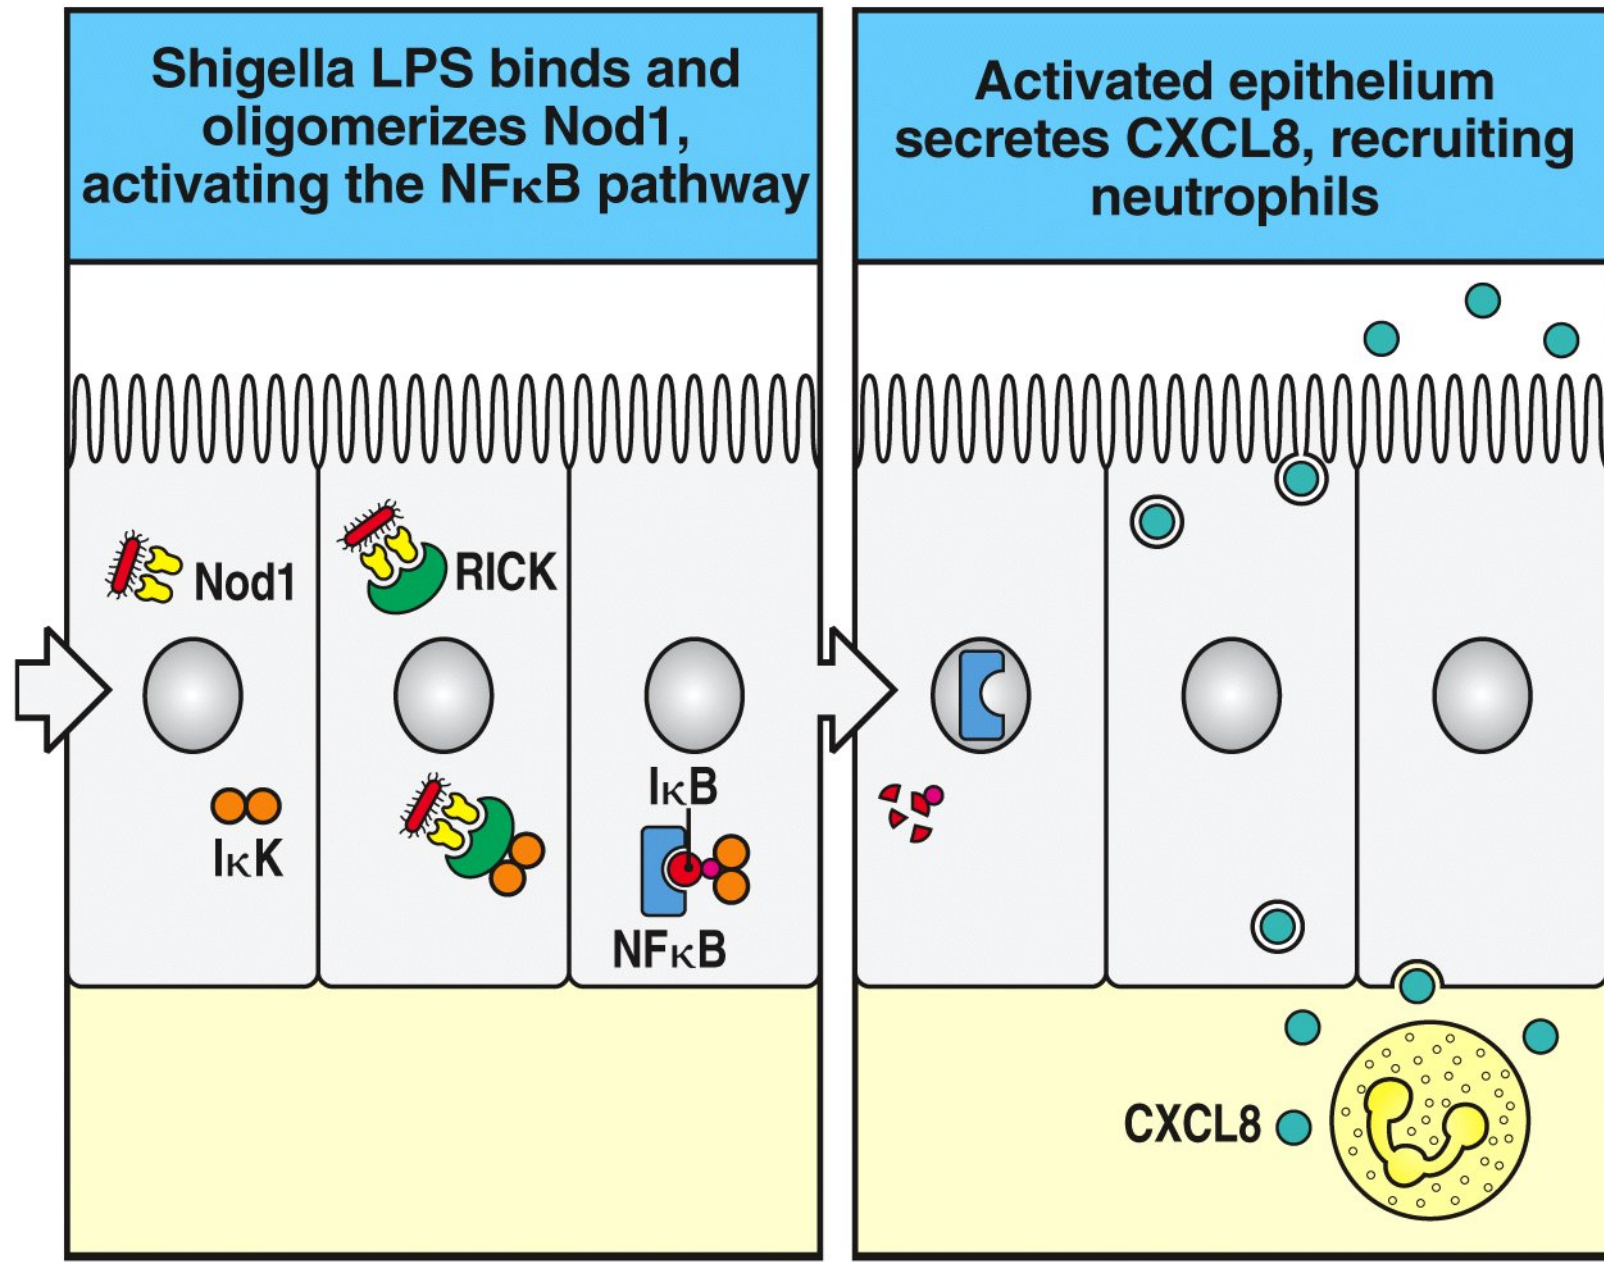 Shigella LPS binds and
oligomerizes Nod1,
activating the NFκB pathway
Activated epithelium
secretes CXCL8, recruiting
neutrophils
Nod1
RICK
IκK
IκB
NFκB
CXCL8